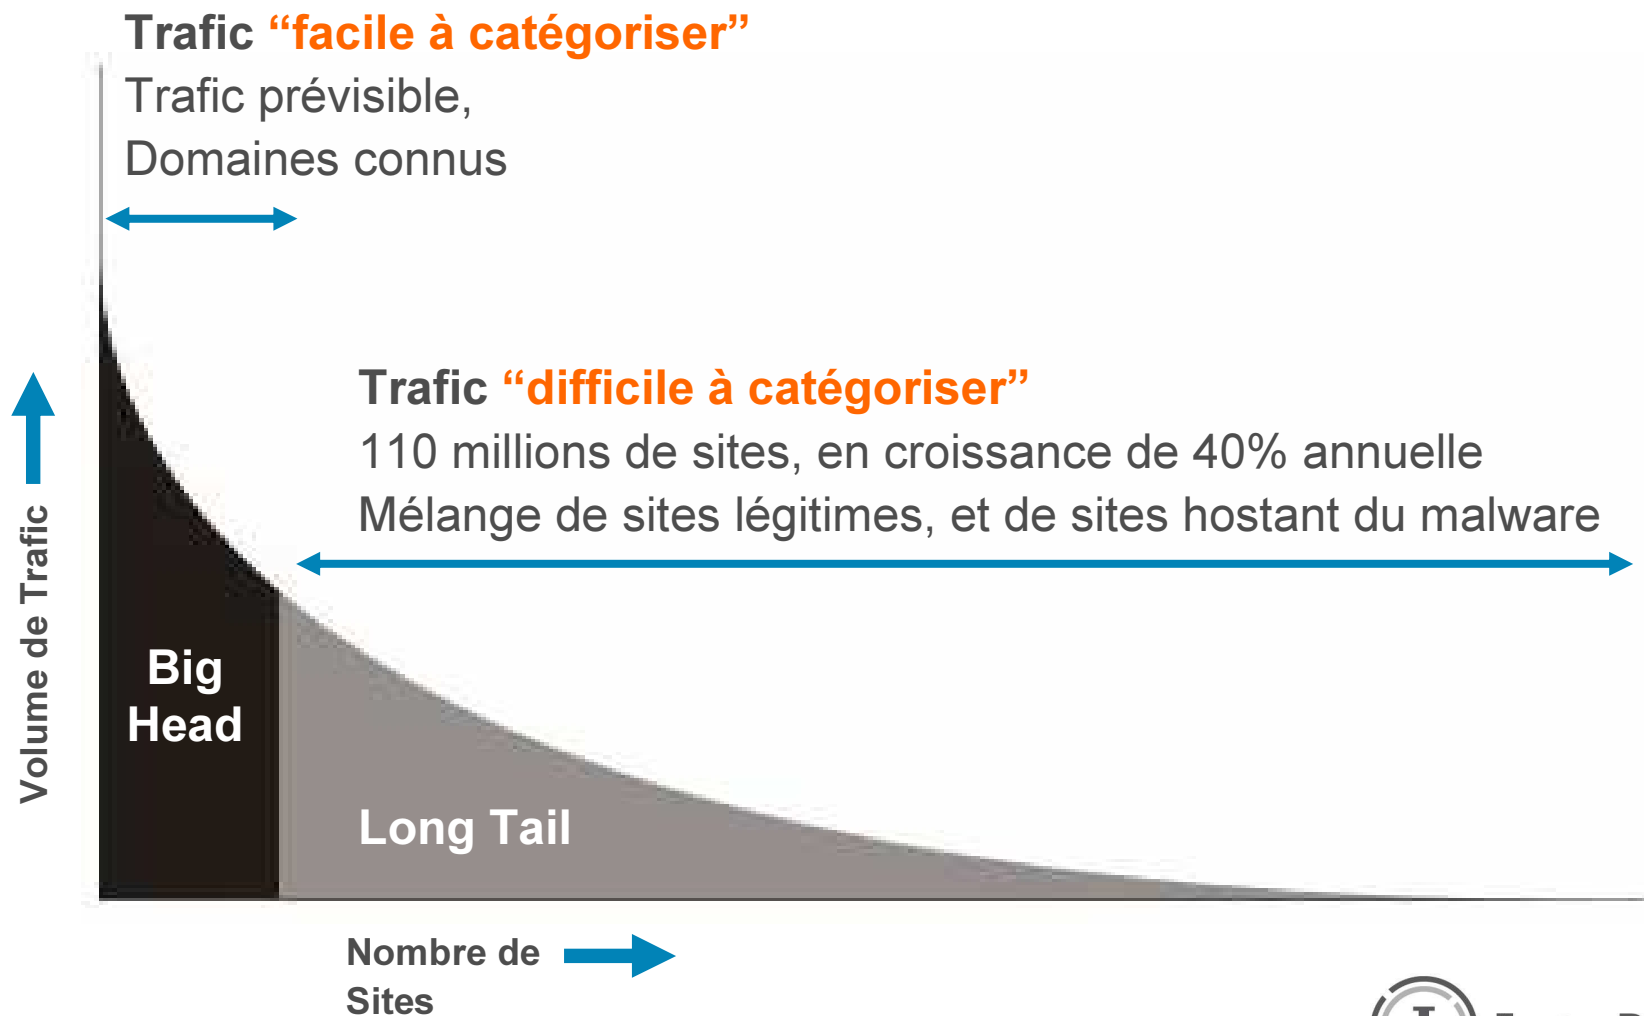 Trafic “facile à catégoriser”
Trafic prévisible,
Domaines connus
Trafic “difficile à catégoriser”
110 millions de sites, en croissance de 40% annuelle
Mélange de sites légitimes, et de sites hostant du malware
Volume de Trafic
Big
Head
Long Tail
Nombre de
Sites